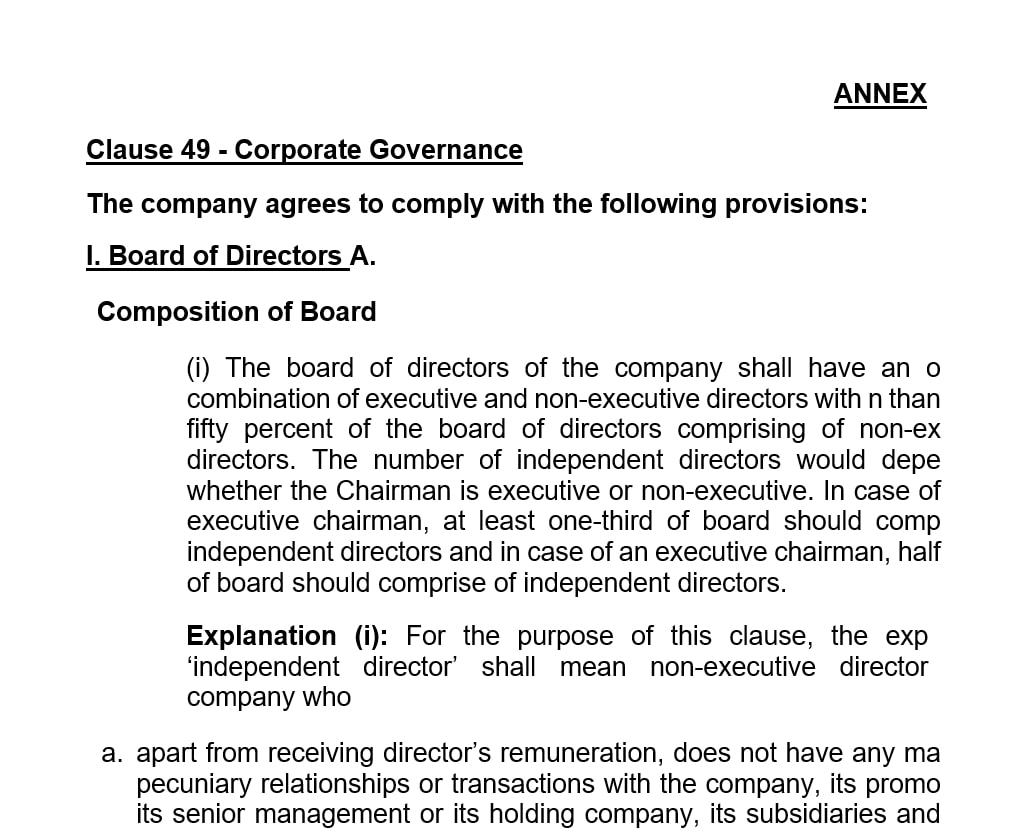 ANNEX
Clause 49 - Corporate Governance
The company agrees to comply with the following provisions:
I. Board of Directors A.
Composition of Board
(i) The board of directors of the company shall have an o
combination of executive and non-executive directors with n than
fifty percent of the board of directors comprising of non-ex
directors. The number of independent directors would depe
whether the Chairman is executive or non-executive. In case of
executive chairman, at least one-third of board should comp
independent directors and in case of an executive chairman, half
of board should comprise of independent directors.
Explanation (i): For the purpose of this clause, the exp
‘independent director’ shall mean non-executive director
company who
a. apart from receiving director’s remuneration, does not have any ma
pecuniary relationships or transactions with the company, its promo
its senior management or its holding company, its subsidiaries and